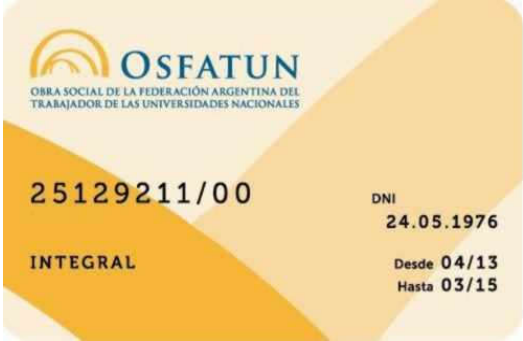 OSFATUN
OBRA SOCIAL DE LA FEDERACIÓN ARGENTINA DEL
TRABAJADOR DE LAS UNIVERSIDADES NACIONALES
25129211/00
DNI
24.05.1976
INTEGRAL
Desde 04/13
Hasta 03/15